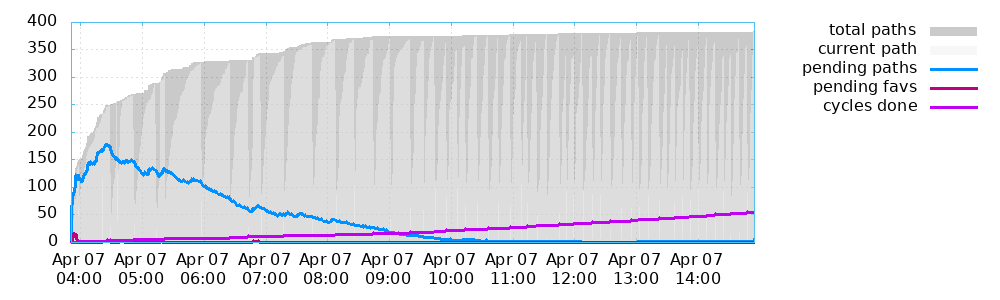 400
350
300
250
200
150
100
50
0
Apr 07 Apr 07 Apr 07 Apr 07 Apr 07 Apr 07 Apr 07 Apr 07 Apr 07 Apr 07 Apr 07
04:00 05:00 06:00 07:00 08:00 09:00 10:00 11:00 12:00 13:00 14:00
total paths
current path
pending paths
pending favs
cycles done